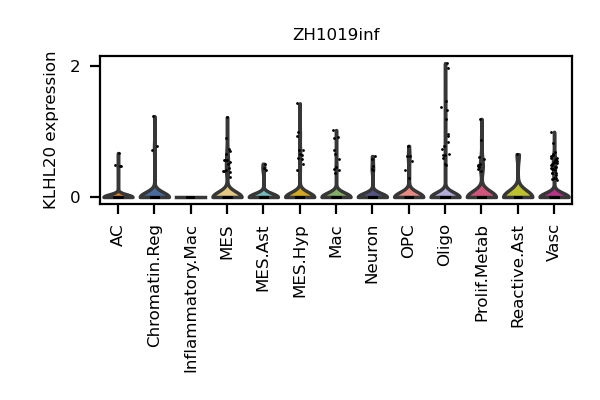 ZH1019inf
KLHL20 expression
2
0
AC
Chromatin.Reg
Inflammatory.Mac
MES
MES.Ast
MES.Hyp
Mac
Neuron
OPC
Oligo
Prolif.Metab
Reactive.Ast
Vasc